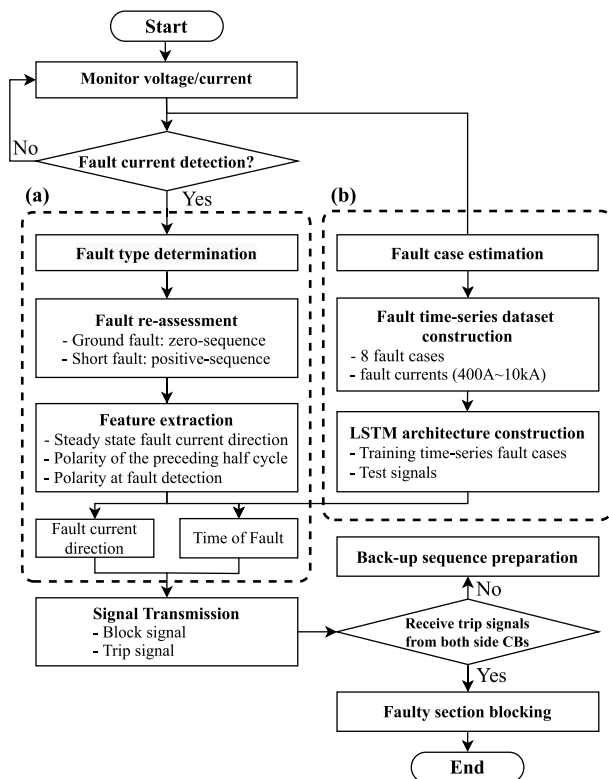 Start
Monitor voltage/current
No
Fault current detection?
Yes
(a)
Fault type determination
Fault re-assessment
- Ground fault: zero-sequence
- Short fault: positive-sequence
Feature extraction
- Steady state fault current direction
- Polarity of the preceding half cycle
- Polarity at fault detection
Fault current
direction
Time of Fault
(b)
Fault case estimation
Fault time-series dataset
construction
- 8 fault cases
- fault currents (400A~10kA)
LSTM architecture construction
- Training time-series fault cases
- Test signals
Signal Transmission
- Block signal
- Trip signal
Back-up sequence preparation
No
Receive trip signals
from both side CBs
Yes
Faulty section blocking
End